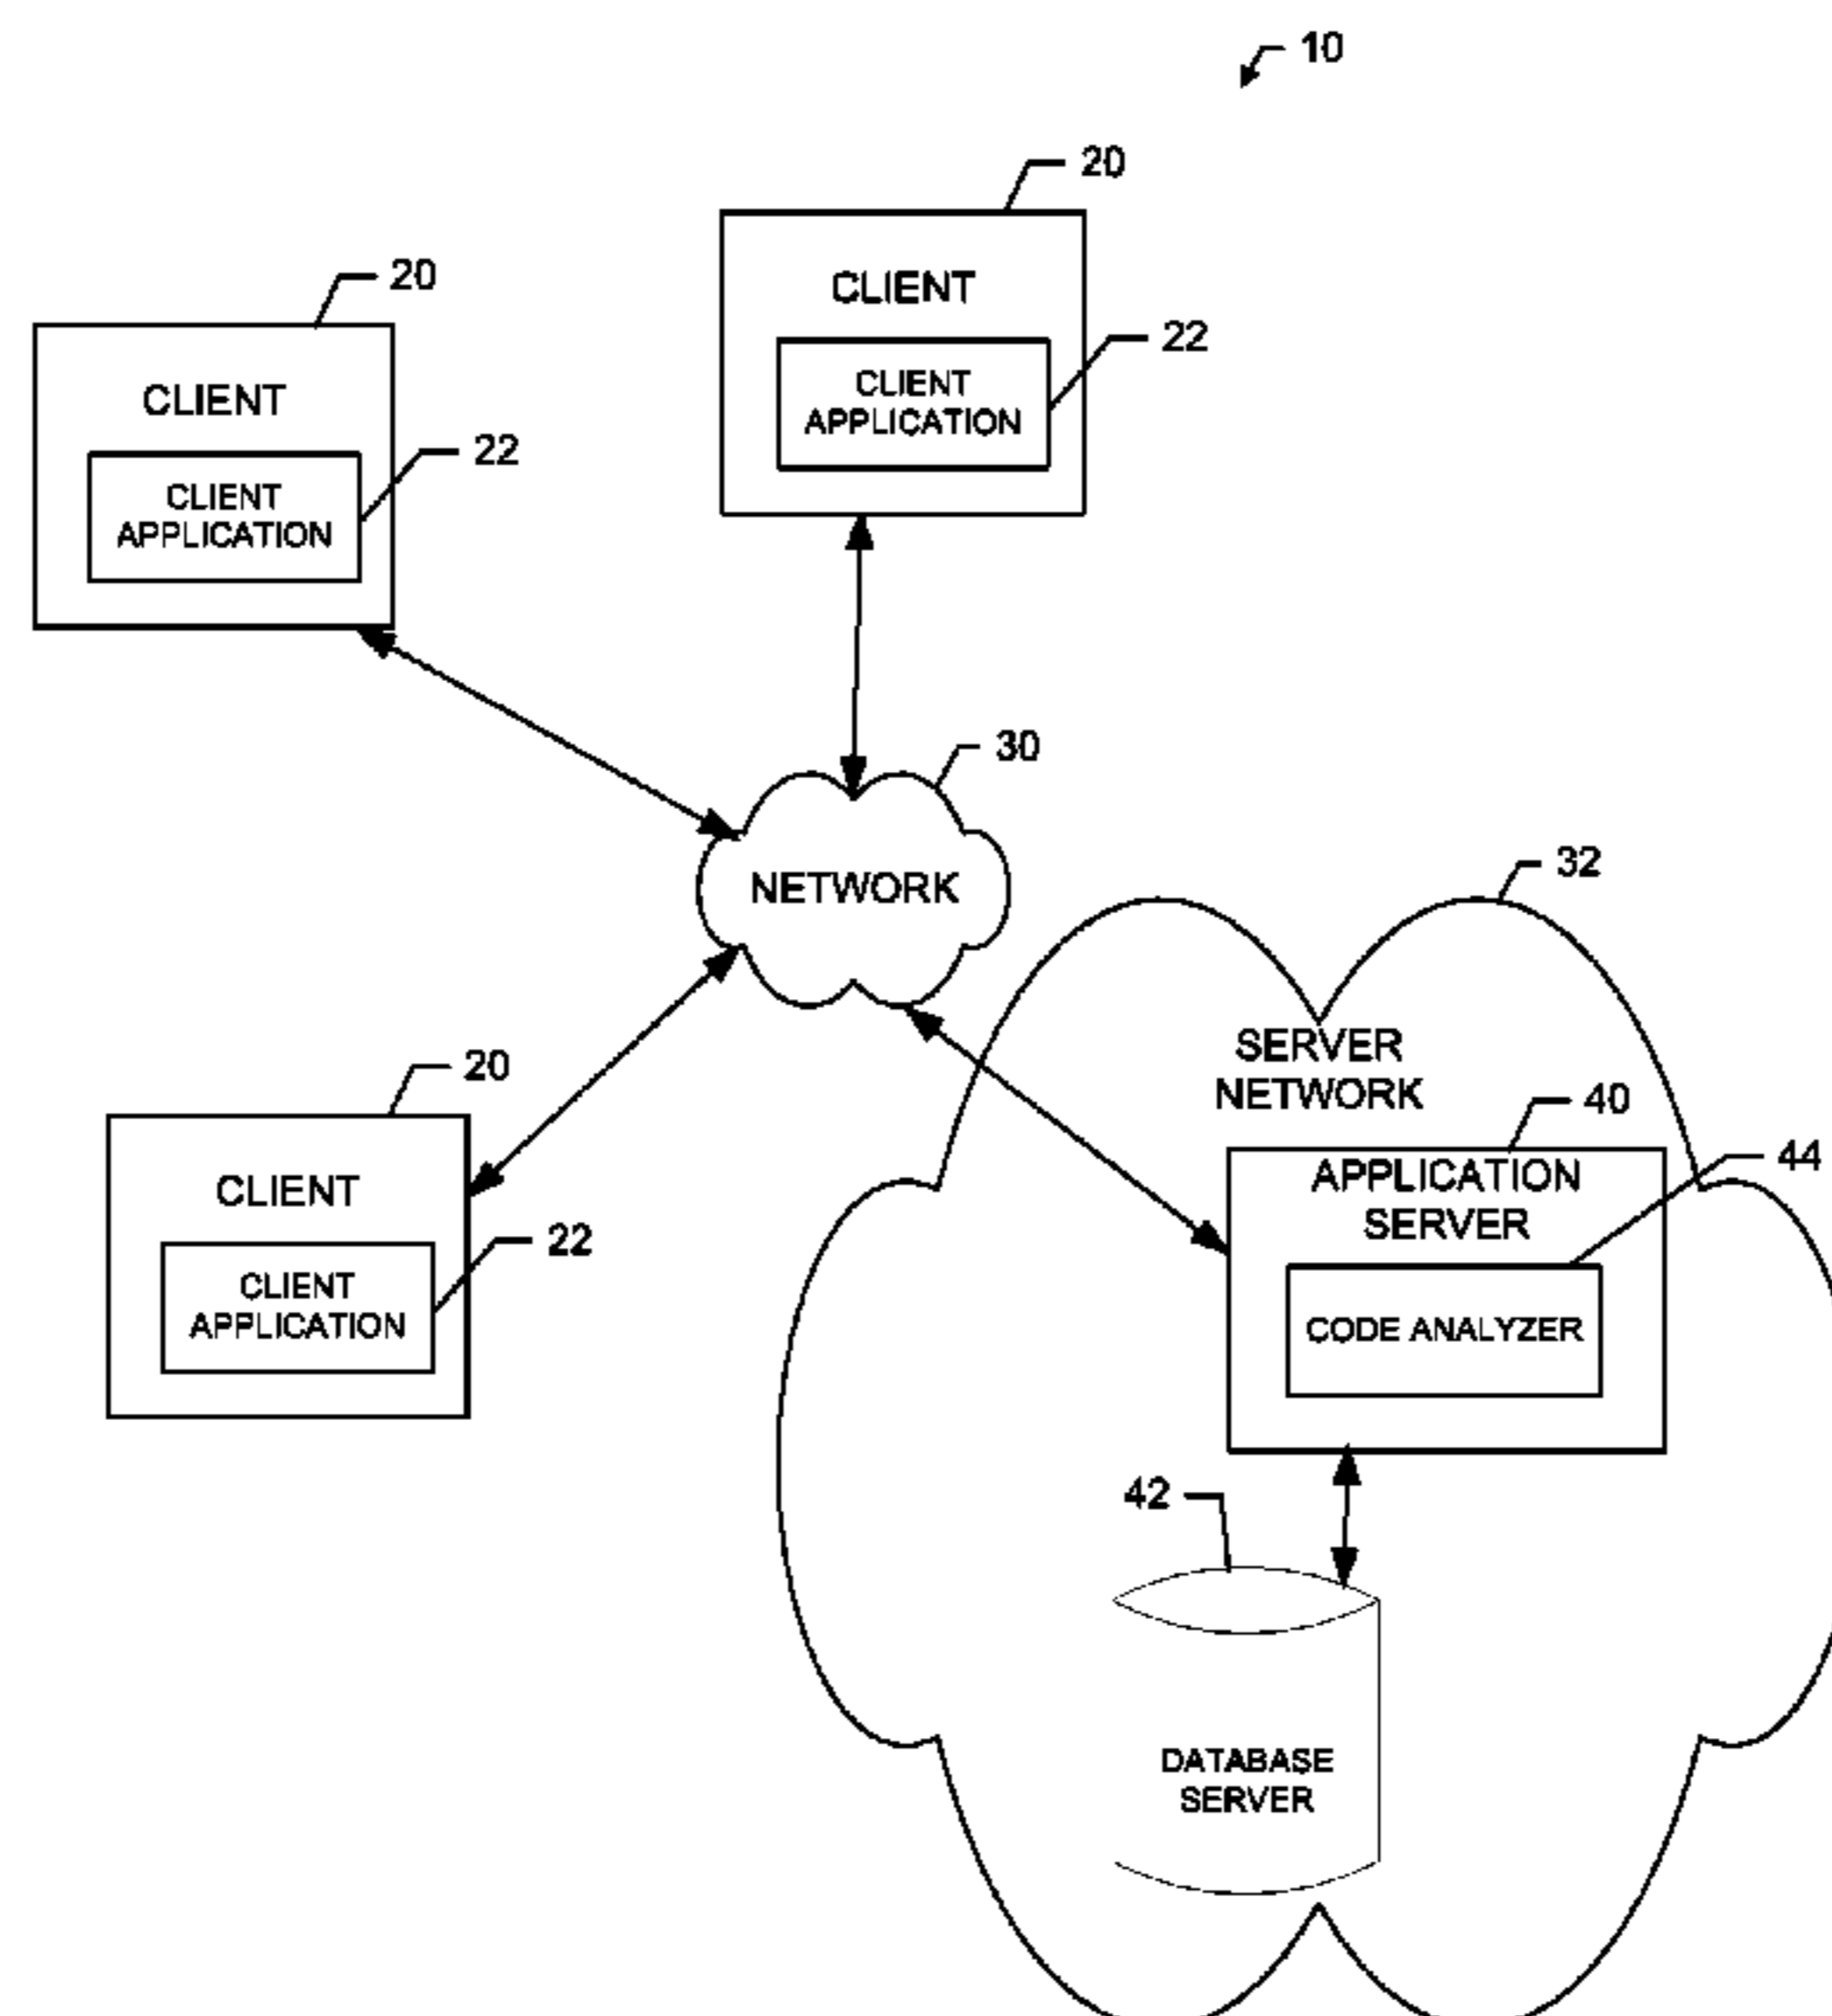 10
20
CLIENT
22
CLIENT
APPLICATION
20
CLIENT
22
CLIENT
APPLICATION
30
NETWORK
32
SERVER
NETWORK
20
CLIENT
22
CLIENT
APPLICATION
40
APPLICATION
SERVER
44
CODE ANALYZER
42
DATABASE
SERVER